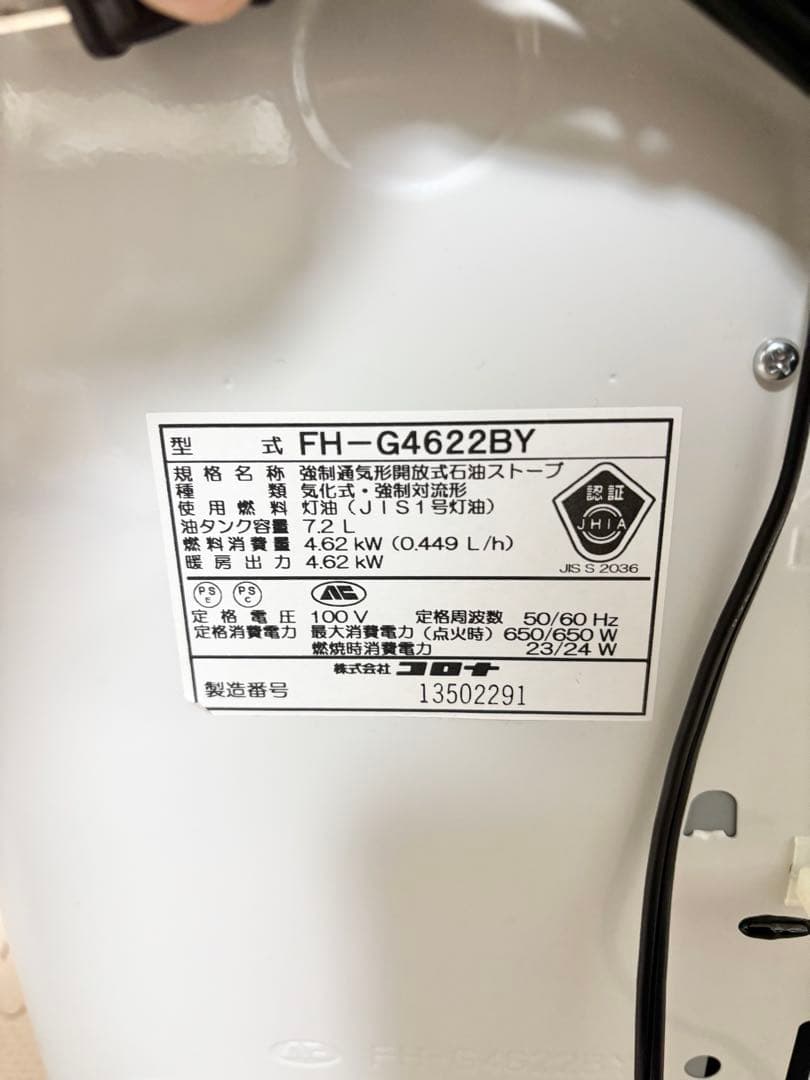 型式 FH-G4622BY
規格名称 強制通気形開放式石油ストーブ
種類 気化式・強制対流形
使用燃料 灯油(JIS1号灯油)
油タンク容量 7.2 L
燃料消費量 4.62 kW (0.449 L/h)
暖房出力 4.62 kW
認証
JHIA
JIS S 2036
PS E
PS C
定格電圧 100 V 定格周波数 50/60 Hz
定格消費電力 最大消費電力(点火時) 650/650 W
燃焼時消費電力 23/24 W
株式会社 コロナ
製造番号 13502291